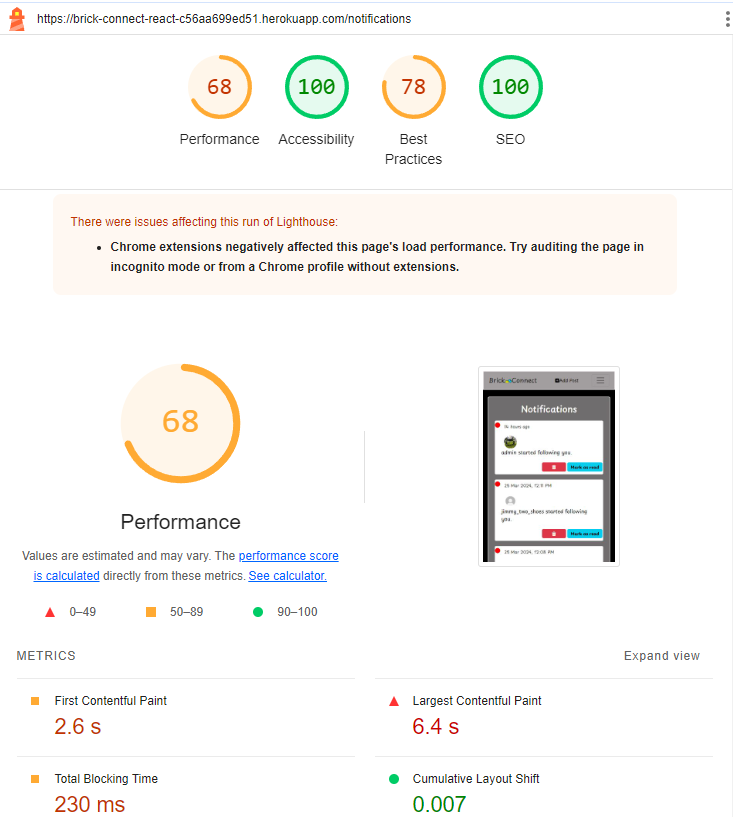 https://brick-connect-react-c56aa699ed51.herokuapp.com/notifications
68
100
78
100
Performance
Accessibility
Best
Practices
SEO
There were issues affecting this run of Lighthouse:
• Chrome extensions negatively affected this page's load performance. Try auditing the page in
incognito mode or from a Chrome profile without extensions.
68
Performance
Values are estimated and may vary. The performance score
is calculated directly from these metrics. See calculator.
0–49
50–89
90–100
Brick Connect
Add Post
Notifications
14 hours ago
admin started following you.
Mark as read
25 Mar 2024, 12:11 PM
jimmy_two_shoes started following
you.
Mark as read
25 Mar 2024, 12:08 PM
METRICS
Expand view
First Contentful Paint
2.6 s
Largest Contentful Paint
6.4 s
Total Blocking Time
230 ms
Cumulative Layout Shift
0.007